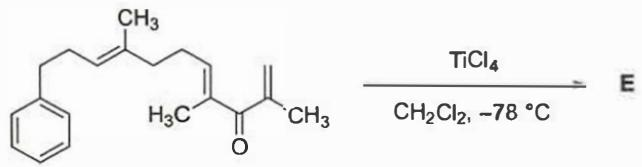 CH₃
TiCl₄
E
H₃C
CH₃
CH₂Cl₂, –78 °C
O